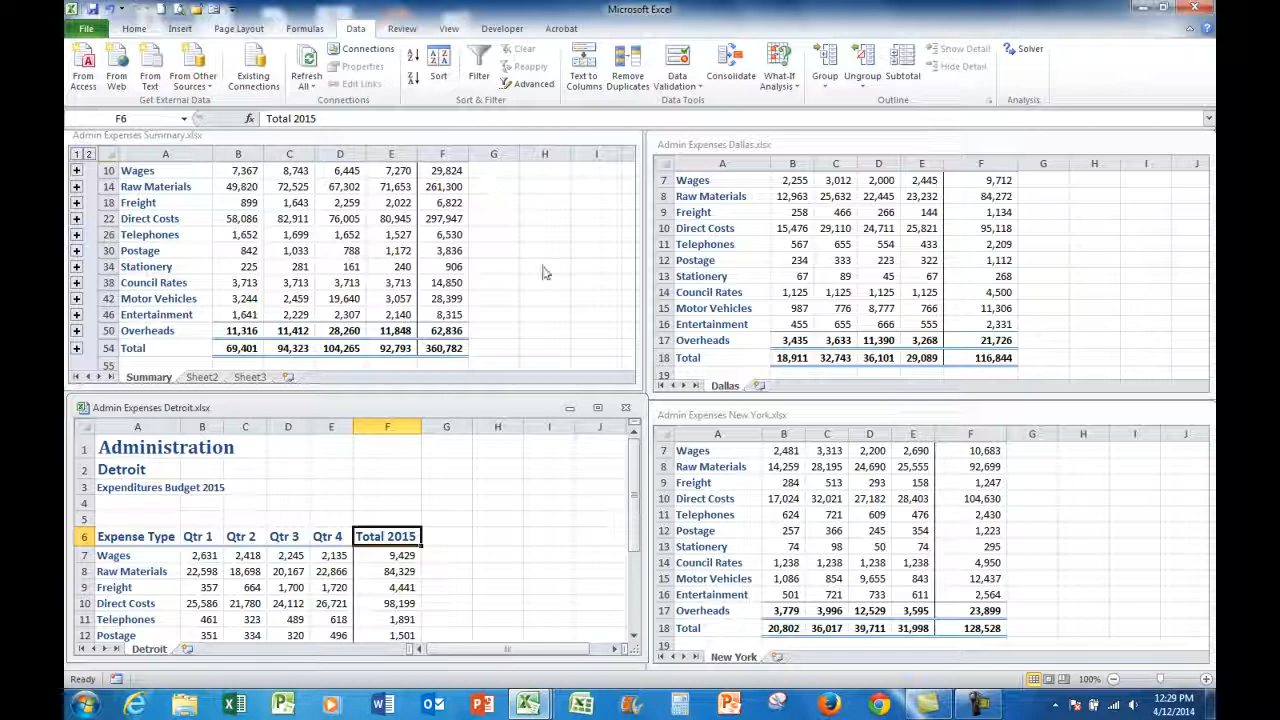 Microsoft Excel
File Home Insert Page Layout Formulas Data Review View Developer Acrobat
From Access
From Web
From Text
From Other Sources
Existing Connections
Get External Data
Refresh All
Connections
Properties
Edit Links
Connections
Sort
Filter
Clear
Reapply
Advanced
Sort & Filter
Text to Columns
Remove Duplicates
Data Validation
Consolidate
What-If Analysis
Data Tools
Group
Ungroup
Subtotal
Show Detail
Hide Detail
Outline
Solver
Analysis
F6 fx Total 2015
Admin Expenses Summary.xlsx
1 2 A B C D E F G H I
10 Wages 7,367 8,743 6,445 7,270 29,824
14 Raw Materials 49,820 72,525 67,302 71,653 261,300
18 Freight 899 1,643 2,259 2,022 6,822
22 Direct Costs 58,086 82,911 76,005 80,945 297,947
26 Telephones 1,652 1,699 1,652 1,527 6,530
30 Postage 842 1,033 788 1,172 3,836
34 Stationery 225 281 161 240 906
38 Council Rates 3,713 3,713 3,713 3,713 14,850
42 Motor Vehicles 3,244 2,459 19,640 3,057 28,399
46 Entertainment 1,641 2,229 2,307 2,140 8,315
50 Overheads 11,316 11,412 28,260 11,848 62,836
54 Total 69,401 94,323 104,265 92,793 360,782
55
Summary Sheet2 Sheet3
Admin Expenses Dallas.xlsx
A B C D E F G H I J
7 Wages 2,255 3,012 2,000 2,445 9,712
8 Raw Materials 12,963 25,632 22,445 23,232 84,272
9 Freight 258 466 266 144 1,134
10 Direct Costs 15,476 29,110 24,711 25,821 95,118
11 Telephones 567 655 554 433 2,209
12 Postage 234 333 223 322 1,112
13 Stationery 67 89 45 67 268
14 Council Rates 1,125 1,125 1,125 1,125 4,500
15 Motor Vehicles 987 776 8,777 766 11,306
16 Entertainment 455 655 666 555 2,331
17 Overheads 3,435 3,633 11,390 3,268 21,726
18 Total 18,911 32,743 36,101 29,089 116,844
19
Dallas
Admin Expenses Detroit.xlsx
A B C D E F G H I J
1 Administration
2 Detroit
3 Expenditures Budget 2015
4
5
6 Expense Type Qtr 1 Qtr 2 Qtr 3 Qtr 4 Total 2015
7 Wages 2,631 2,418 2,245 2,135 9,429
8 Raw Materials 22,598 18,698 20,167 22,866 84,329
9 Freight 357 664 1,700 1,720 4,441
10 Direct Costs 25,586 21,780 24,112 26,721 98,199
11 Telephones 461 323 489 618 1,891
12 Postage 351 334 320 496 1,501
Detroit
Admin Expenses New York.xlsx
A B C D E F G H I J
7 Wages 2,481 3,313 2,200 2,690 10,683
8 Raw Materials 14,259 28,195 24,690 25,555 92,699
9 Freight 284 513 293 158 1,247
10 Direct Costs 17,024 32,021 27,182 28,403 104,630
11 Telephones 624 721 609 476 2,430
12 Postage 257 366 245 354 1,223
13 Stationery 74 98 50 74 295
14 Council Rates 1,238 1,238 1,238 1,238 4,950
15 Motor Vehicles 1,086 854 9,655 843 12,437
16 Entertainment 501 721 733 611 2,564
17 Overheads 3,779 3,996 12,529 3,595 23,899
18 Total 20,802 36,017 39,711 31,998 128,528
19
New York
Ready 100%
12:29 PM
4/12/2014